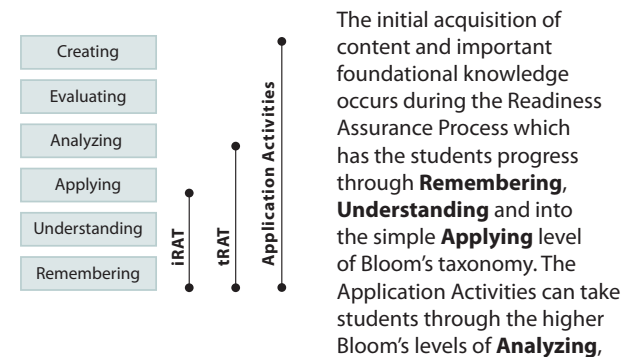 Creating
Evaluating
Analyzing
Applying
Understanding
Remembering
iRAT
tRAT
Application Activities
The initial acquisition of
content and important
foundational knowledge
occurs during the Readiness
Assurance Process which
has the students progress
through Remembering,
Understanding and into
the simple Applying level
of Bloom's taxonomy. The
Application Activities can take
students through the higher
Bloom's levels of Analyzing,